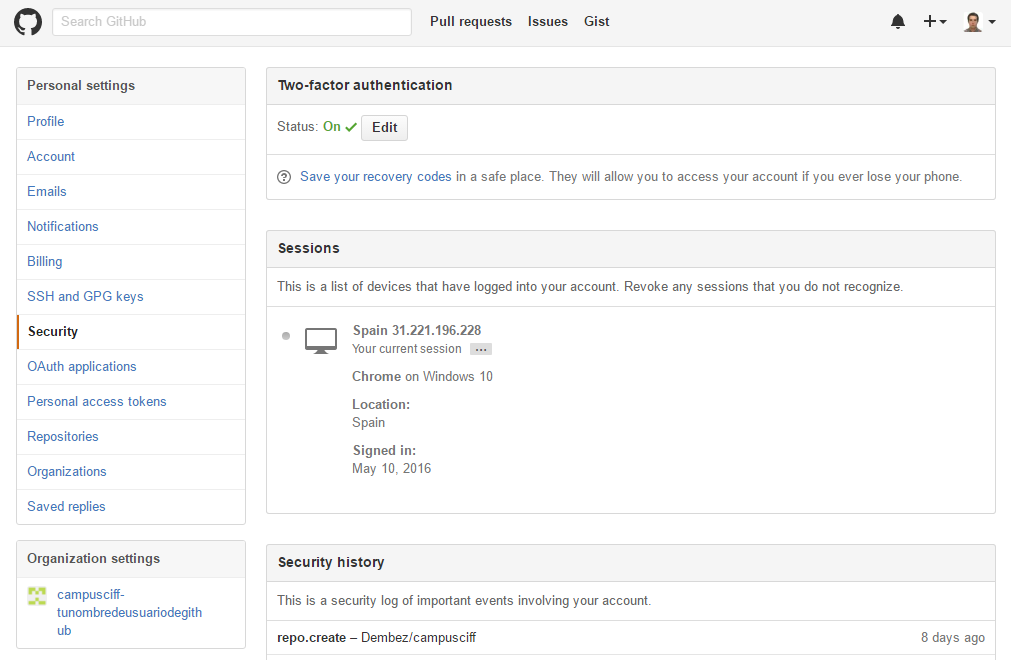 Search GitHub
Pull requests
Issues
Gist
Personal settings
Profile
Account
Emails
Notifications
Billing
SSH and GPG keys
Security
OAuth applications
Personal access tokens
Repositories
Organizations
Saved replies
Organization settings
campusciff-
tunombredeusuariodegith
ub
Two-factor authentication
Status: On Edit
Save your recovery codes in a safe place. They will allow you to access your account if you ever lose your phone.
Sessions
This is a list of devices that have logged into your account. Revoke any sessions that you do not recognize.
Spain 31.221.196.228
Your current session ...
Chrome on Windows 10
Location:
Spain
Signed in:
May 10, 2016
Security history
This is a security log of important events involving your account.
repo.create – Dembez/campusciff 8 days ago